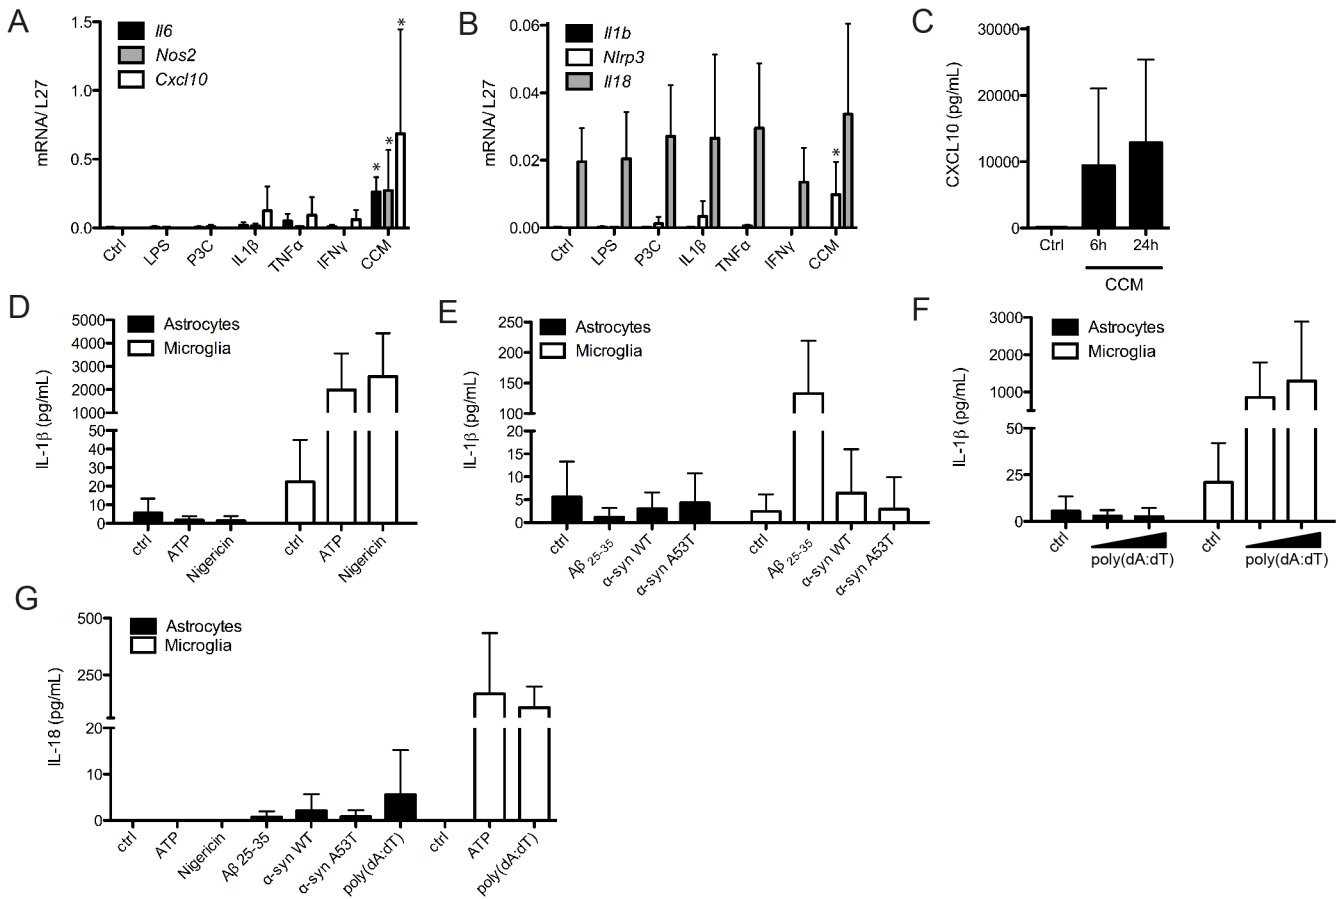 A
mRNA/ L27
1.5
1.0
0.5
0.0
Il6
Nos2
Cxcl10
*
*
*
Ctrl
LPS
P3C
IL1β
TNFα
IFNγ
CCM
B
mRNA/ L27
0.06
0.04
0.02
0.00
Il1b
Nlrp3
Il18
*
Ctrl
LPS
P3C
IL1β
TNFα
IFNγ
CCM
C
CXCL10 (pg/mL)
30000
20000
10000
0
Ctrl
6h
24h
CCM
D
IL-1β (pg/mL)
5000
4000
3000
2000
1000
50
40
30
20
10
0
Astrocytes
Microglia
ctrl
ATP
Nigericin
ctrl
ATP
Nigericin
E
IL-1β (pg/mL)
250
200
150
100
20
15
10
5
0
Astrocytes
Microglia
ctrl
Aβ 25-35
α-syn WT
α-syn A53T
ctrl
Aβ 25-35
α-syn WT
α-syn A53T
F
IL-1β (pg/mL)
3000
2000
1000
50
25
0
Astrocytes
Microglia
ctrl
poly(dA:dT)
ctrl
poly(dA:dT)
G
IL-18 (pg/mL)
500
250
20
10
0
Astrocytes
Microglia
ctrl
ATP
Nigericin
Aβ 25-35
α-syn WT
α-syn A53T
poly(dA:dT)
ctrl
ATP
poly(dA:dT)